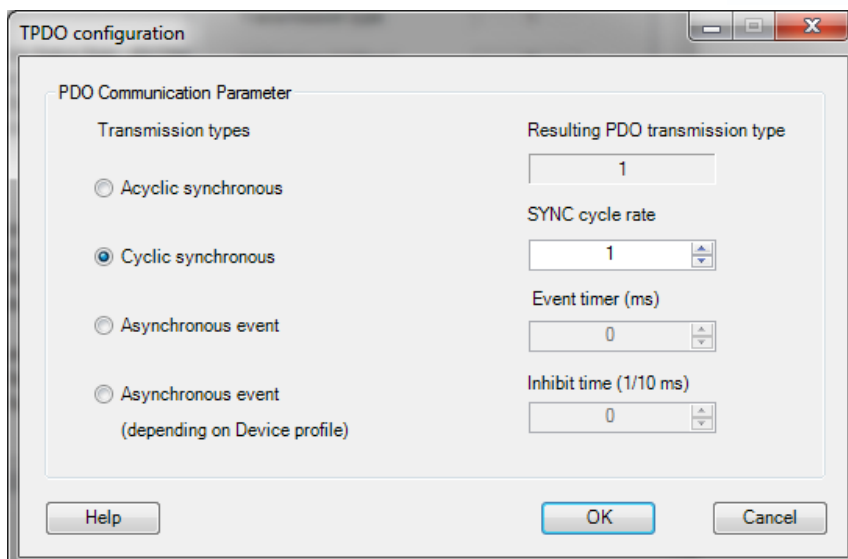 TPDO configuration
PDO Communication Parameter
Transmission types
Acyclic synchronous
Cyclic synchronous
Asynchronous event
Asynchronous event
(depending on Device profile)
Resulting PDO transmission type
1
SYNC cycle rate
1
Event timer (ms)
0
Inhibit time (1/10 ms)
0
Help
OK
Cancel